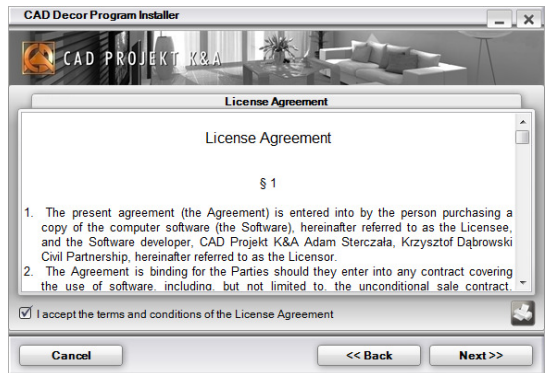 CAD Decor Program Installer
CAD PROJEKT K&A
License Agreement
License Agreement
§ 1
1. The present agreement (the Agreement) is entered into by the person purchasing a
copy of the computer software (the Software), hereinafter referred to as the Licensee,
and the Software developer, CAD Projekt K&A Adam Sterczała, Krzysztof Dąbrowski
Civil Partnership, hereinafter referred to as the Licensor.
2. The Agreement is binding for the Parties should they enter into any contract covering
the use of software, including, but not limited to, the unconditional sale contract,
I accept the terms and conditions of the License Agreement
Cancel
<< Back
Next >>